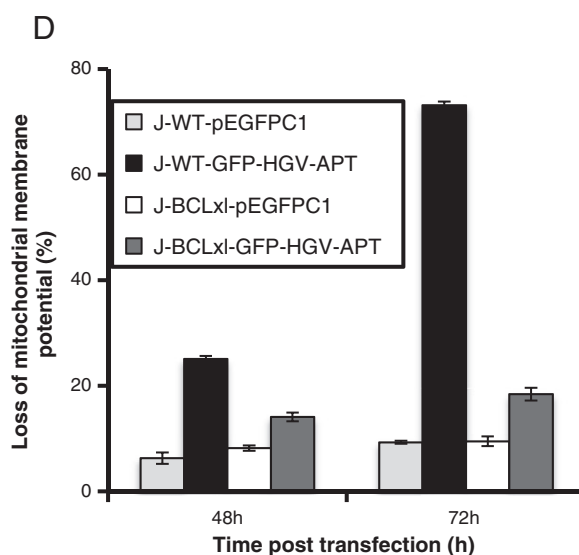 D
80
60
40
20
0
Loss of mitochondrial membrane
potential (%)
J-WT-pEGFPC1
J-WT-GFP-HGV-APT
J-BCLxl-pEGFPC1
J-BCLxl-GFP-HGV-APT
48h
72h
Time post transfection (h)